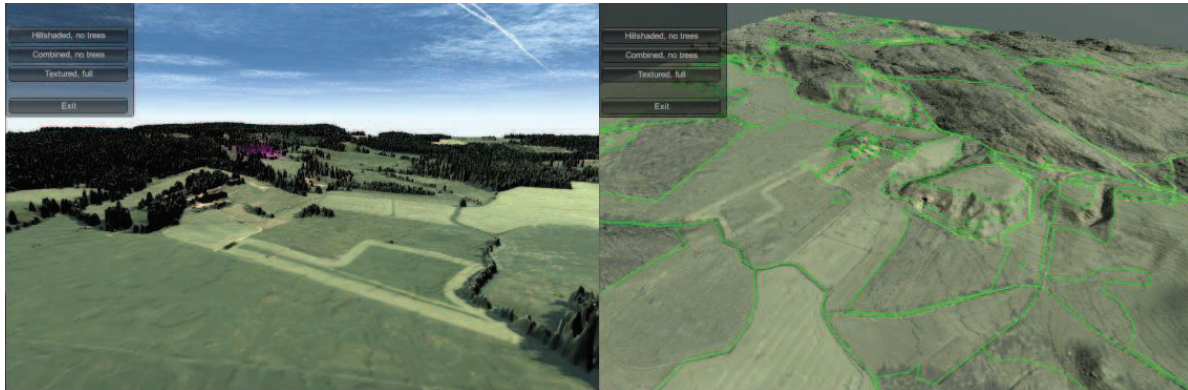 Hillshaded, no trees
Combined, no trees
Textured, full
Exit
Hillshaded, no trees
Combined, no trees
Textured, full
Exit